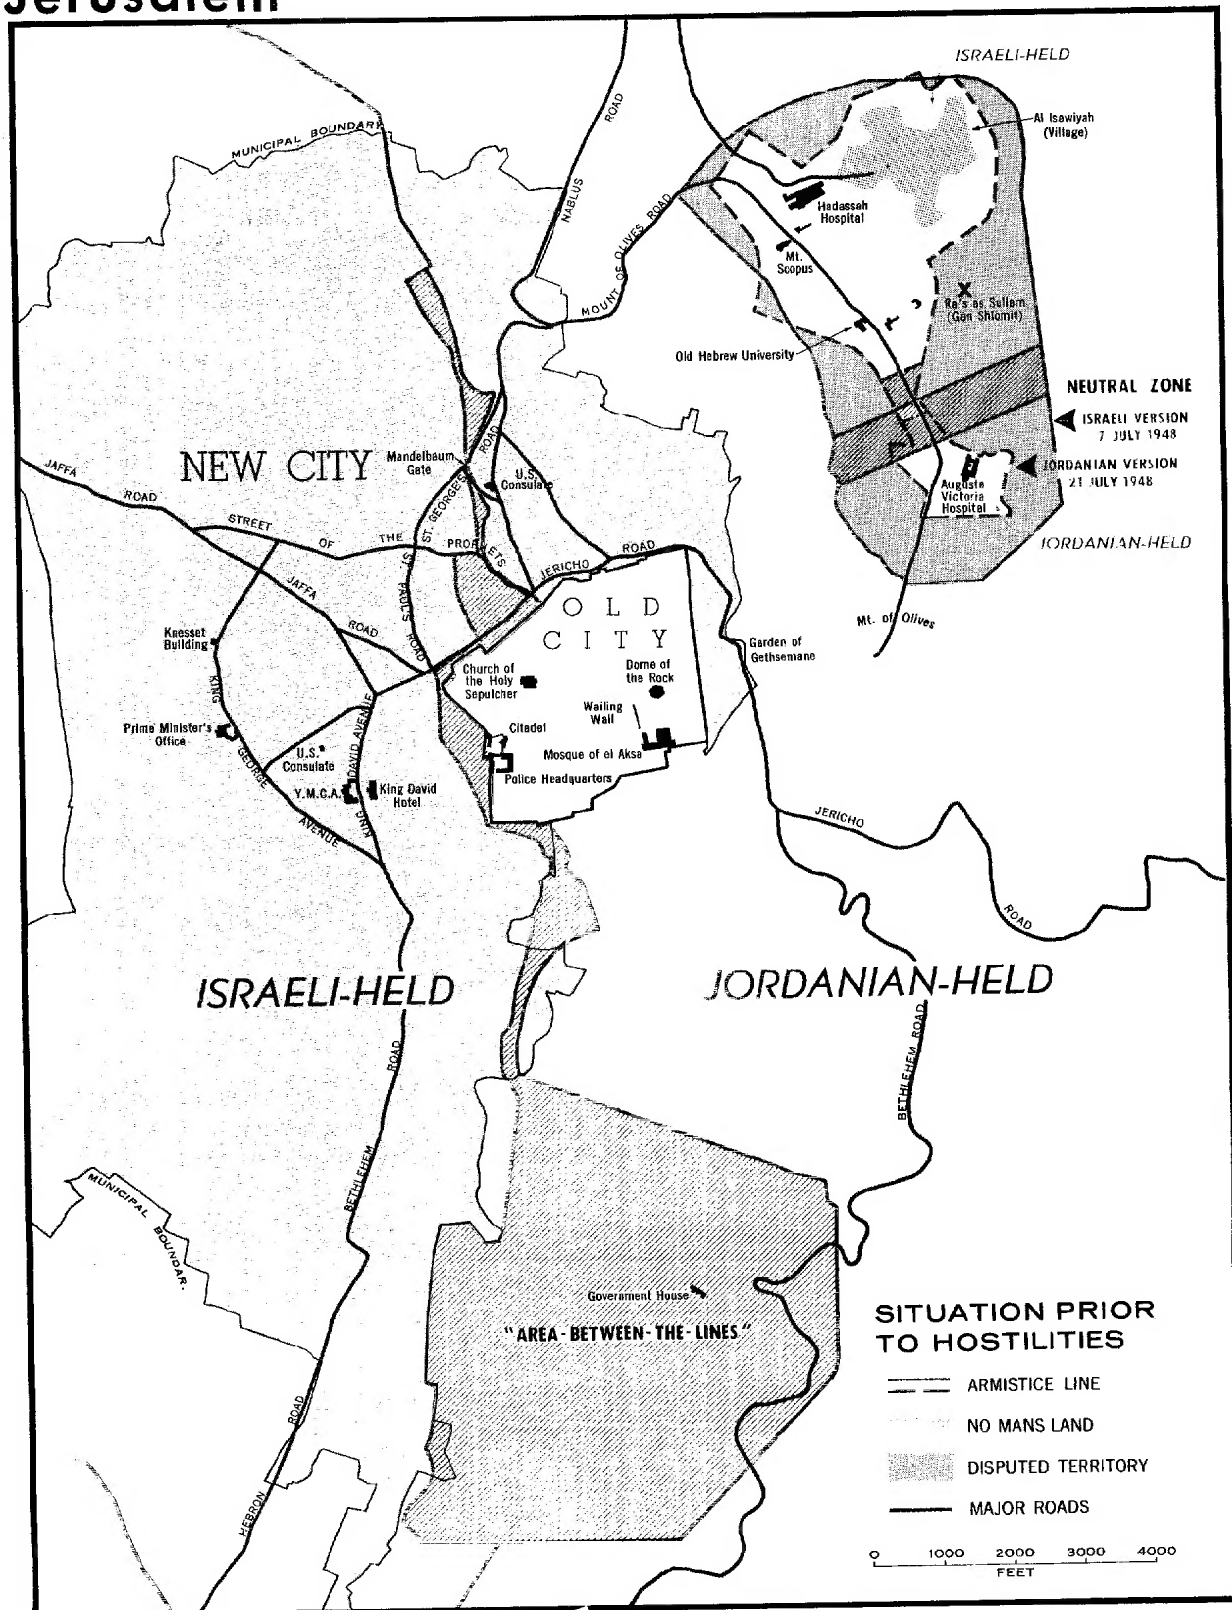 Jerusalem
ISRAELI-HELD
Al Isawiyah
(Village)
MUNICIPAL BOUNDARY
ROAD
NABLUS
MOUNT OF OLIVES ROAD
Hadassah
Hospital
Mt.
Scopus
Ra's as Sullam
(Gan Shlomit)
Old Hebrew University
NEUTRAL ZONE
ISRAELI VERSION
7 JULY 1948
JORDANIAN VERSION
21 JULY 1948
Auguste
Victoria
Hospital
JORDANIAN-HELD
Mt. of Olives
NEW CITY
Mandelbaum
Gate
ROAD
ST. GEORGE'S
U.S.
Consulate
JAFFA
ROAD
STREET
OF
THE
PROPHETS
JERICHO
ROAD
ST. PAUL'S
ROAD
JAFFA
ROAD
OLD
CITY
Knesset
Building
Garden of
Gethsemane
Church of
the Holy
Sepulcher
Dome of
the Rock
Wailing
Wall
KING
GEORGE
AVENUE
Prime Minister's
Office
Citadel
Mosque of el Aksa
U.S.
Consulate
KING
DAVID AVENUE
Police Headquarters
Y.M.C.A.
King David
Hotel
JERICHO
ROAD
ISRAELI-HELD
JORDANIAN-HELD
BETHLEHEM ROAD
ROAD
BETHLEHEM
MUNICIPAL BOUNDAR.
Government House
"AREA-BETWEEN-THE-LINES"
ROAD
HEBRON
SITUATION PRIOR
TO HOSTILITIES
ARMISTICE LINE
NO MANS LAND
DISPUTED TERRITORY
MAJOR ROADS
0 1000 2000 3000 4000
FEET